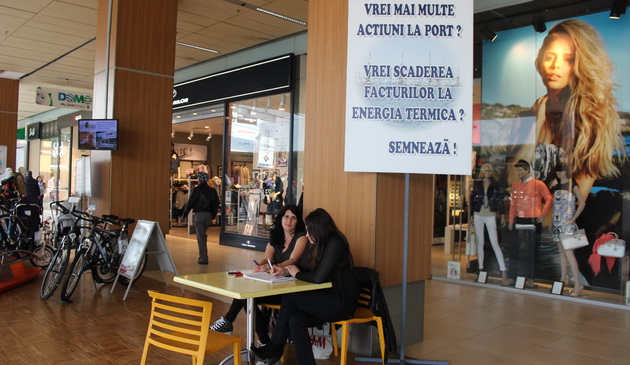 VREI MAI MULTE
ACTIUNI LA PORT ?
VREI SCADEREA
FACTURILOR LA
ENERGIA TERMICA ?
SEMNEAZĂ !